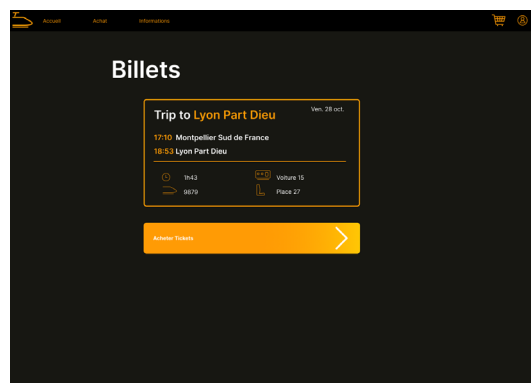 Accueil Achat Informations
Billets
Trip to Lyon Part Dieu Ven. 28 oct.
17:10 Montpellier Sud de France
18:53 Lyon Part Dieu
1h43 Voiture 15
9879 Place 27
Acheter Tickets